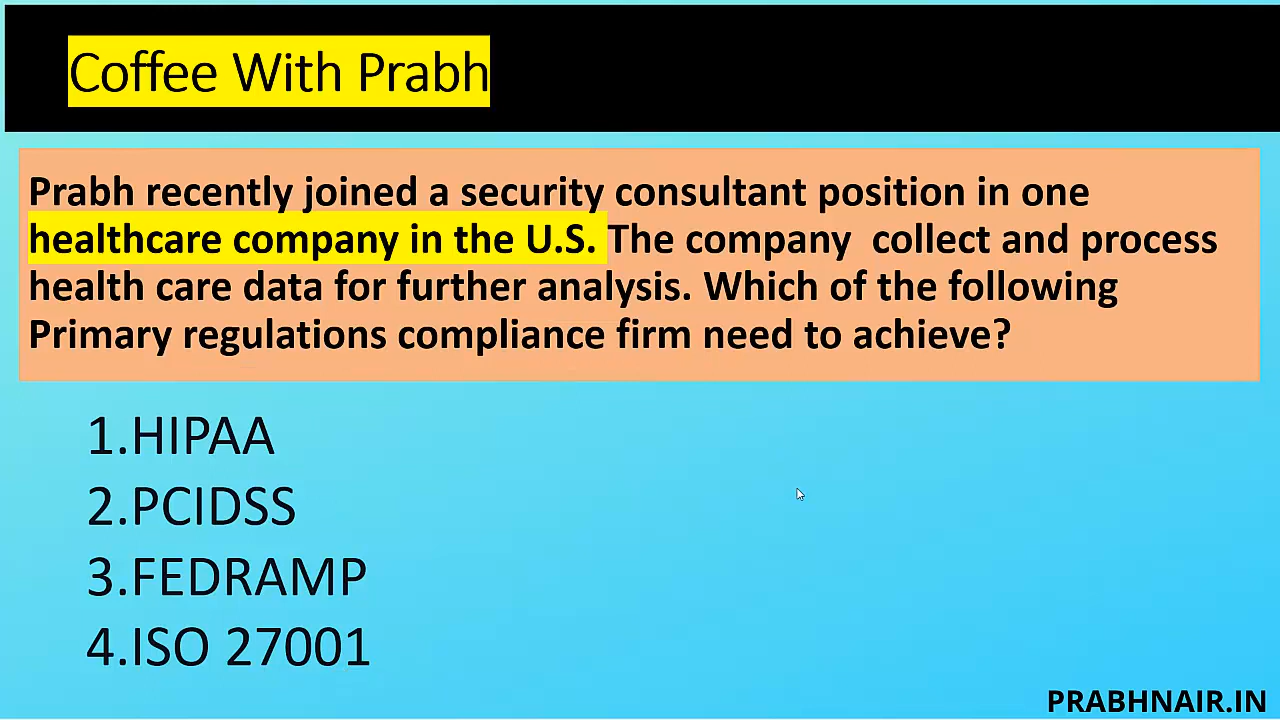 Coffee With Prabh
Prabh recently joined a security consultant position in one
healthcare company in the U.S. The company  collect and process
health care data for further analysis. Which of the following
Primary regulations compliance firm need to achieve?
1.HIPAA
2.PCIDSS
3.FEDRAMP
4.ISO 27001
PRABHNAIR.IN